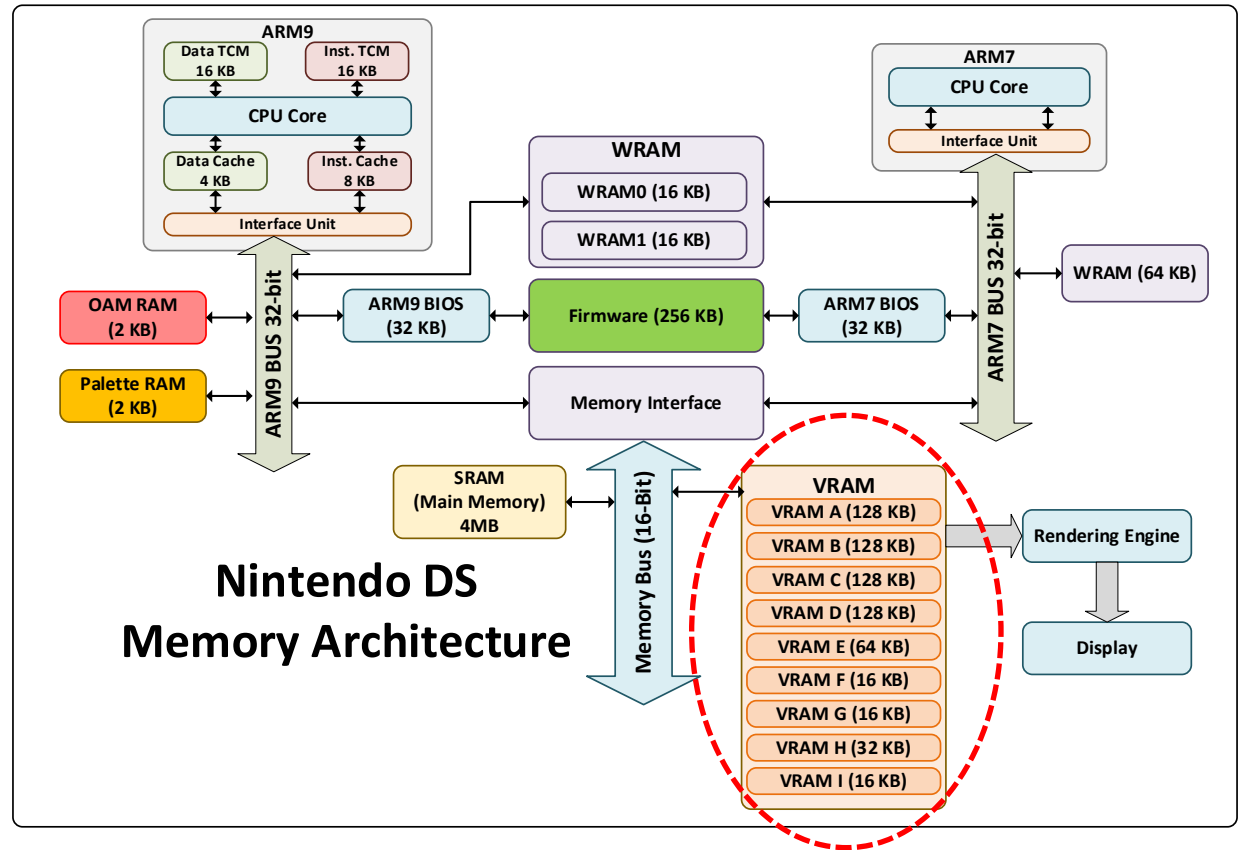 ARM9
Data TCM
16 KB
Inst. TCM
16 KB
CPU Core
Data Cache
4 KB
Inst. Cache
8 KB
Interface Unit
ARM7
CPU Core
Interface Unit
WRAM
WRAM0 (16 KB)
WRAM1 (16 KB)
ARM9 BUS 32-bit
ARM7 BUS 32-bit
WRAM (64 KB)
OAM RAM
(2 KB)
ARM9 BIOS
(32 KB)
Firmware (256 KB)
ARM7 BIOS
(32 KB)
Palette RAM
(2 KB)
Memory Interface
SRAM
(Main Memory)
4MB
Memory Bus (16-Bit)
VRAM
VRAM A (128 KB)
VRAM B (128 KB)
VRAM C (128 KB)
VRAM D (128 KB)
VRAM E (64 KB)
VRAM F (16 KB)
VRAM G (16 KB)
VRAM H (32 KB)
VRAM I (16 KB)
Rendering Engine
Display
Nintendo DS
Memory Architecture